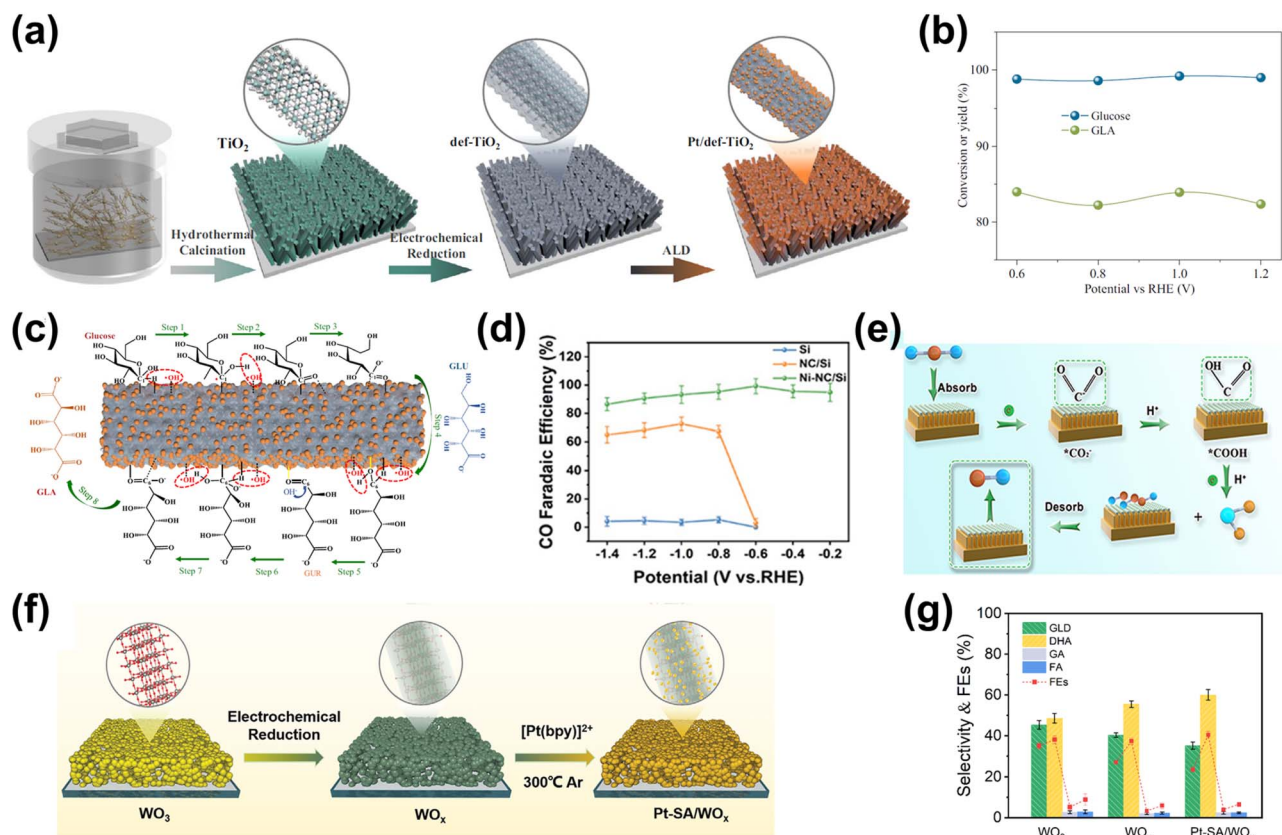 (a)
TiO2
def-TiO2
Pt/def-TiO2
Hydrothermal
Calcination
Electrochemical
Reduction
ALD
(b)
Conversion or yield (%)
100
90
80
Glucose
GLA
0.6 0.8 1.0 1.2
Potential vs RHE (V)
(c)
Glucose
Step 1
Step 2
Step 3
GLU
Step 4
GLA
Step 8
Step 7
Step 6
GUR
Step 5
(d)
CO Faradaic Efficiency (%)
120
100
80
60
40
20
0
Si
NC/Si
Ni-NC/Si
-1.4 -1.2 -1.0 -0.8 -0.6 -0.4 -0.2
Potential (V vs.RHE)
(e)
Absorb
O O
C
*CO2-
H+
OH O
C
*COOH
H+
Desorb
+
(f)
Electrochemical
Reduction
[Pt(bpy)]2+
300℃ Ar
WO3
WOx
Pt-SA/WOx
(g)
Selectivity & FEs (%)
100
80
60
40
20
0
GLD
DHA
GA
FA
FEs